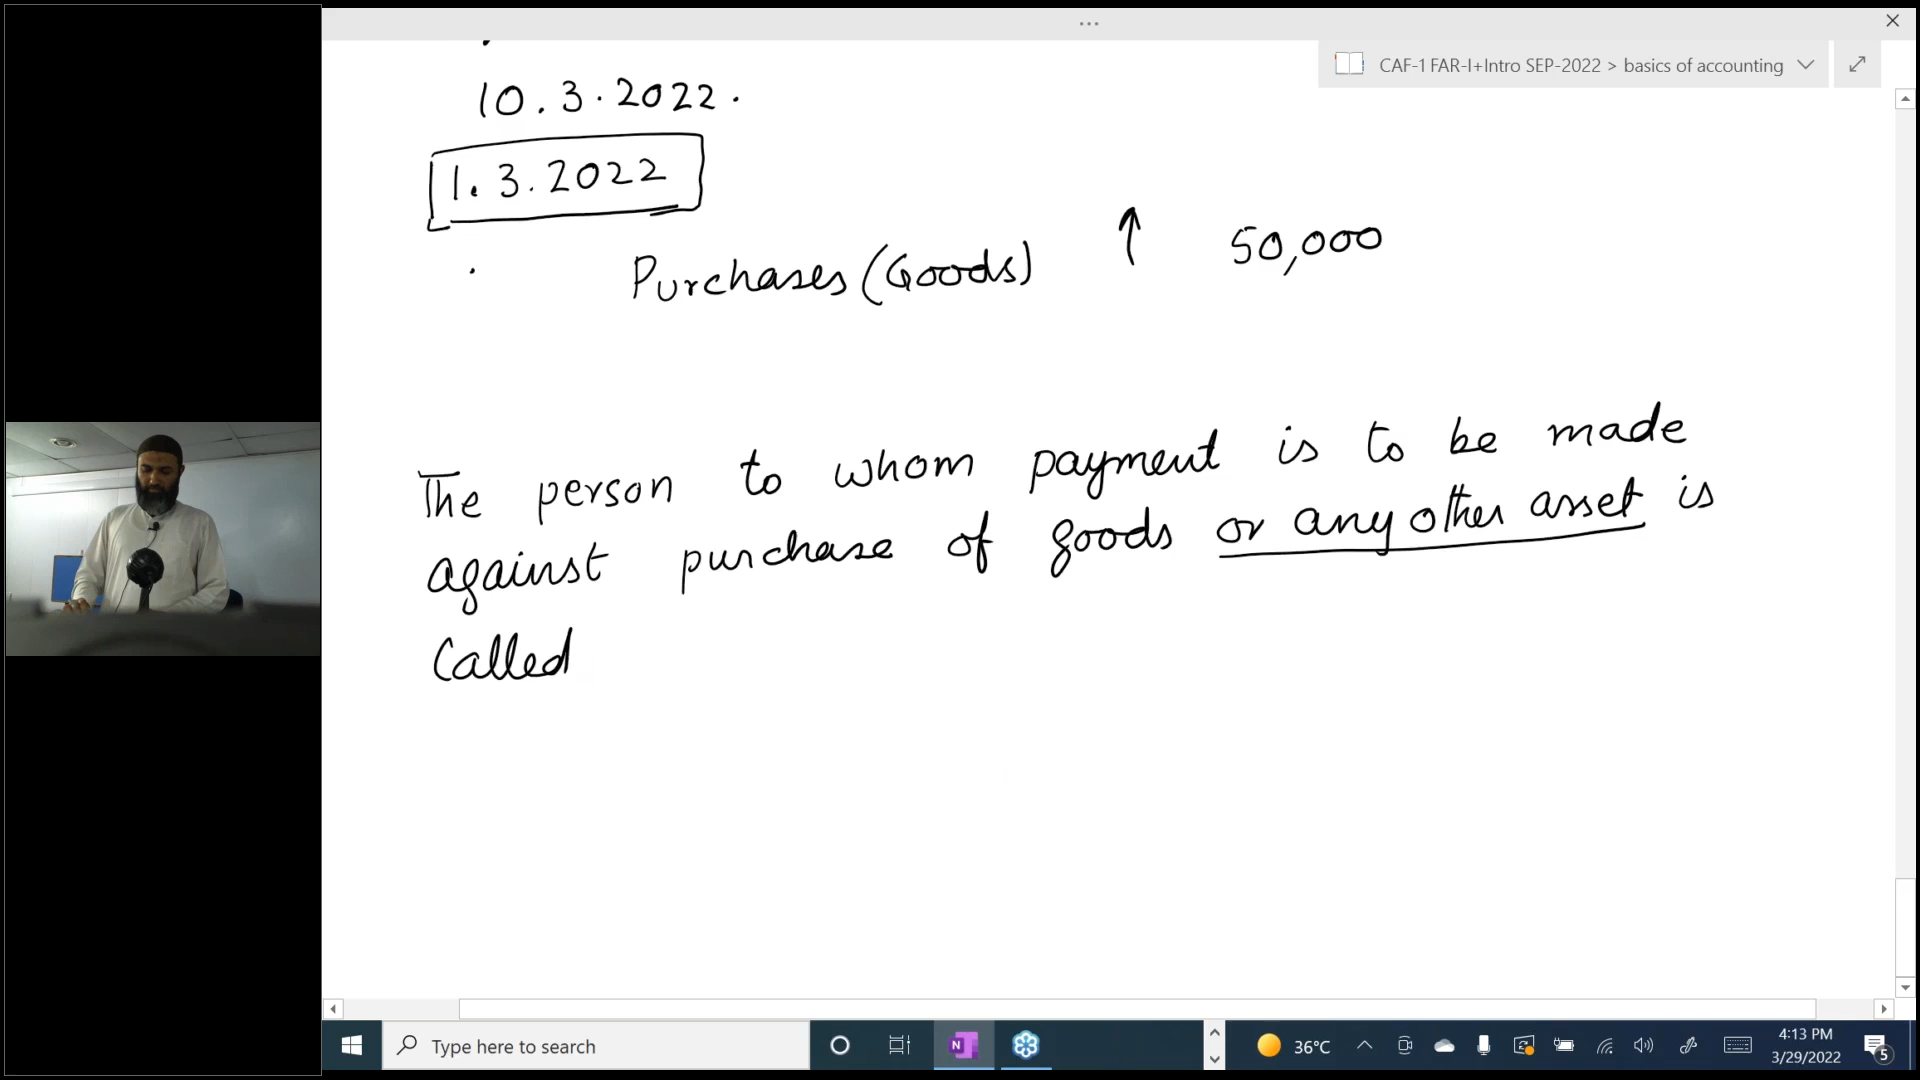 CAF-1 FAR-I+Intro SEP-2022 > basics of accounting
10.3.2022.
1.3.2022
Purchases (Goods) ↑ 50,000
The person to whom payment is to be made
against purchase of goods or any other asset is
Called
Type here to search
N
36°C
4:13 PM
3/29/2022
5